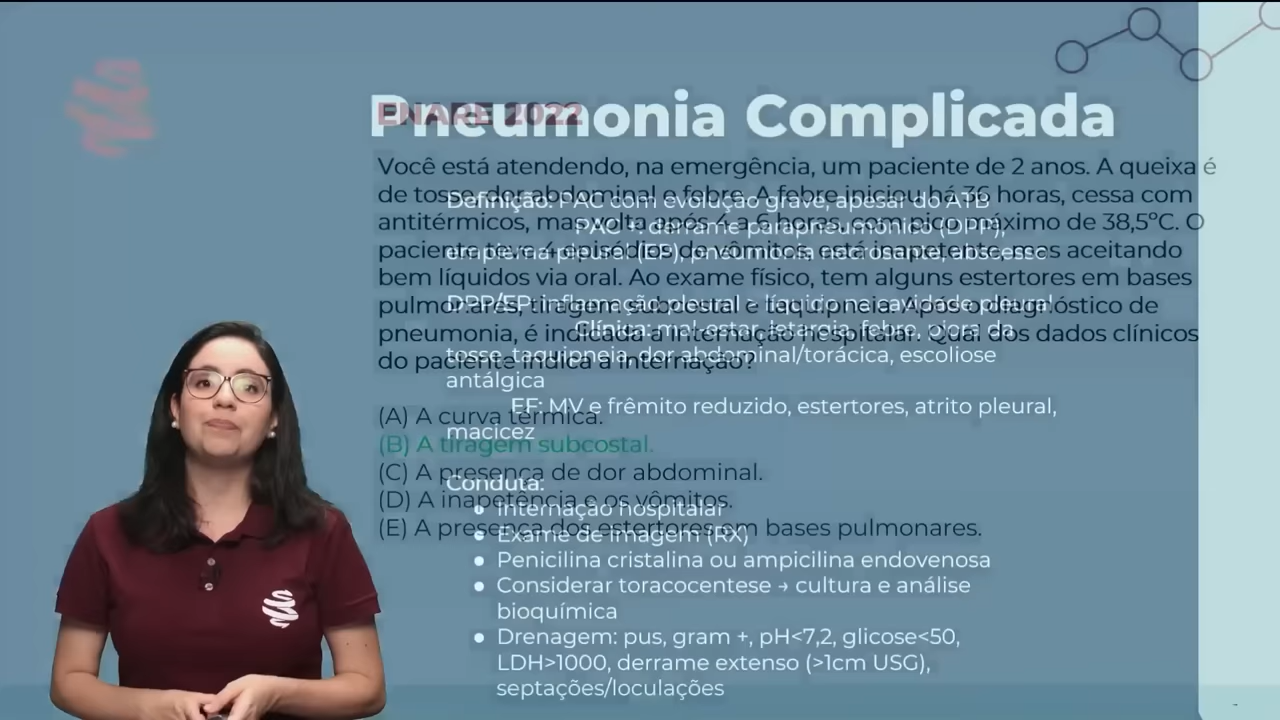 ENARE 2022
Pneumonia Complicada
Você está atendendo, na emergência, um paciente de 2 anos. A queixa é
de tosse, dor abdominal e febre. A febre iniciou há 36 horas, cessa com
antitérmicos, mas volta após 4 a 6 horas, com pico máximo de 38,5ºC. O
paciente teve 4 episódios de vômitos, está inapetente, mas aceitando
bem líquidos via oral. Ao exame físico, tem alguns estertores em bases
pulmonares, tiragem subcostal e taquipneia. Após o diagnóstico de
pneumonia, é indicada a internação hospitalar. Qual dos dados clínicos
do paciente indica a internação?
(A) A curva térmica.
(B) A tiragem subcostal.
(C) A presença de dor abdominal.
(D) A inapetência e os vômitos.
(E) A presença dos estertores em bases pulmonares.
Definição: PAC com evolução grave, apesar do ATB
PAC + derrame parapneumônico (DPP),
empiema pleural (EP), pneumonia necrosante, abscesso
DPP/EP: inflamação pleural > líquido na cavidade pleural
Clínica: mal-estar, letargia, febre, piora da
tosse, taquipneia, dor abdominal/torácica, escoliose
antálgica
EF: MV e frêmito reduzido, estertores, atrito pleural,
macicez
Conduta:
• Internação hospitalar
• Exame de imagem (RX)
• Penicilina cristalina ou ampicilina endovenosa
• Considerar toracocentese → cultura e análise
bioquímica
• Drenagem: pus, gram +, pH<7,2, glicose<50,
LDH>1000, derrame extenso (>1cm USG),
septações/loculações